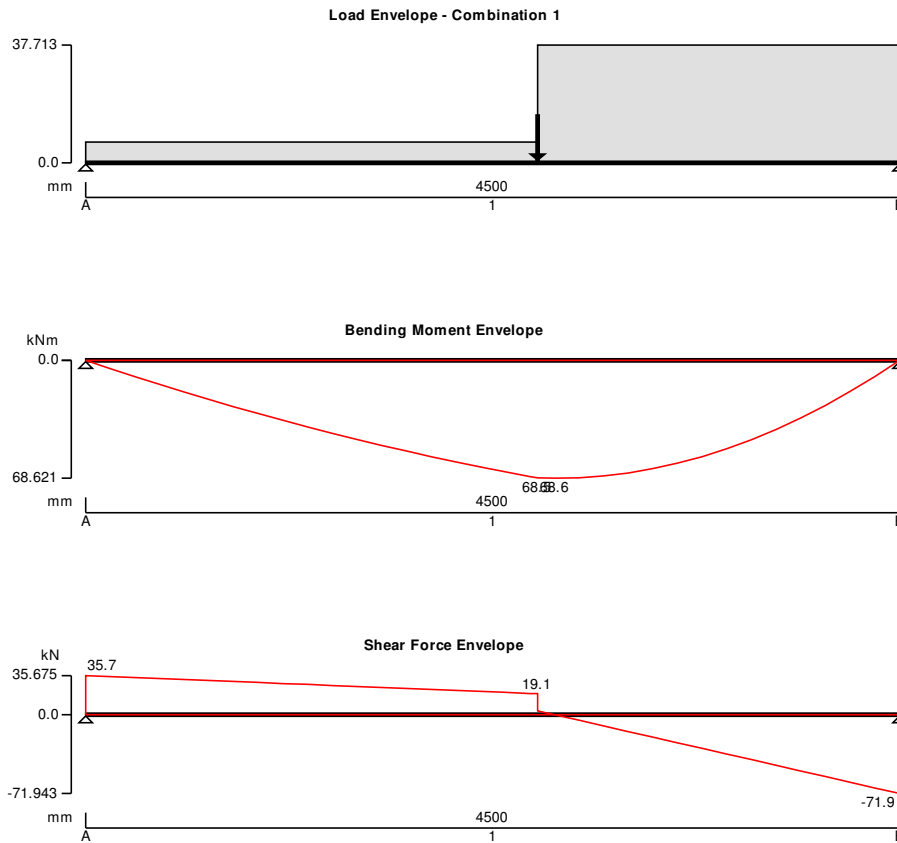 Load Envelope - Combination 1
37.713
0.0
mm
4500
A
1
Bending Moment Envelope
kNm
0.0
68.621
68.6
mm
4500
A
1
Shear Force Envelope
kN
35.675
35.7
19.1
0.0
-71.943
-71.9
mm
4500
A
1